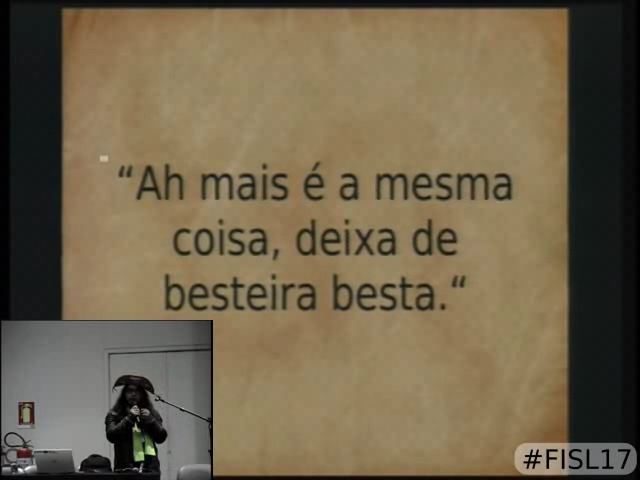 “Ah mais é a mesma
coisa, deixa de
besteira besta.“
#FISL17